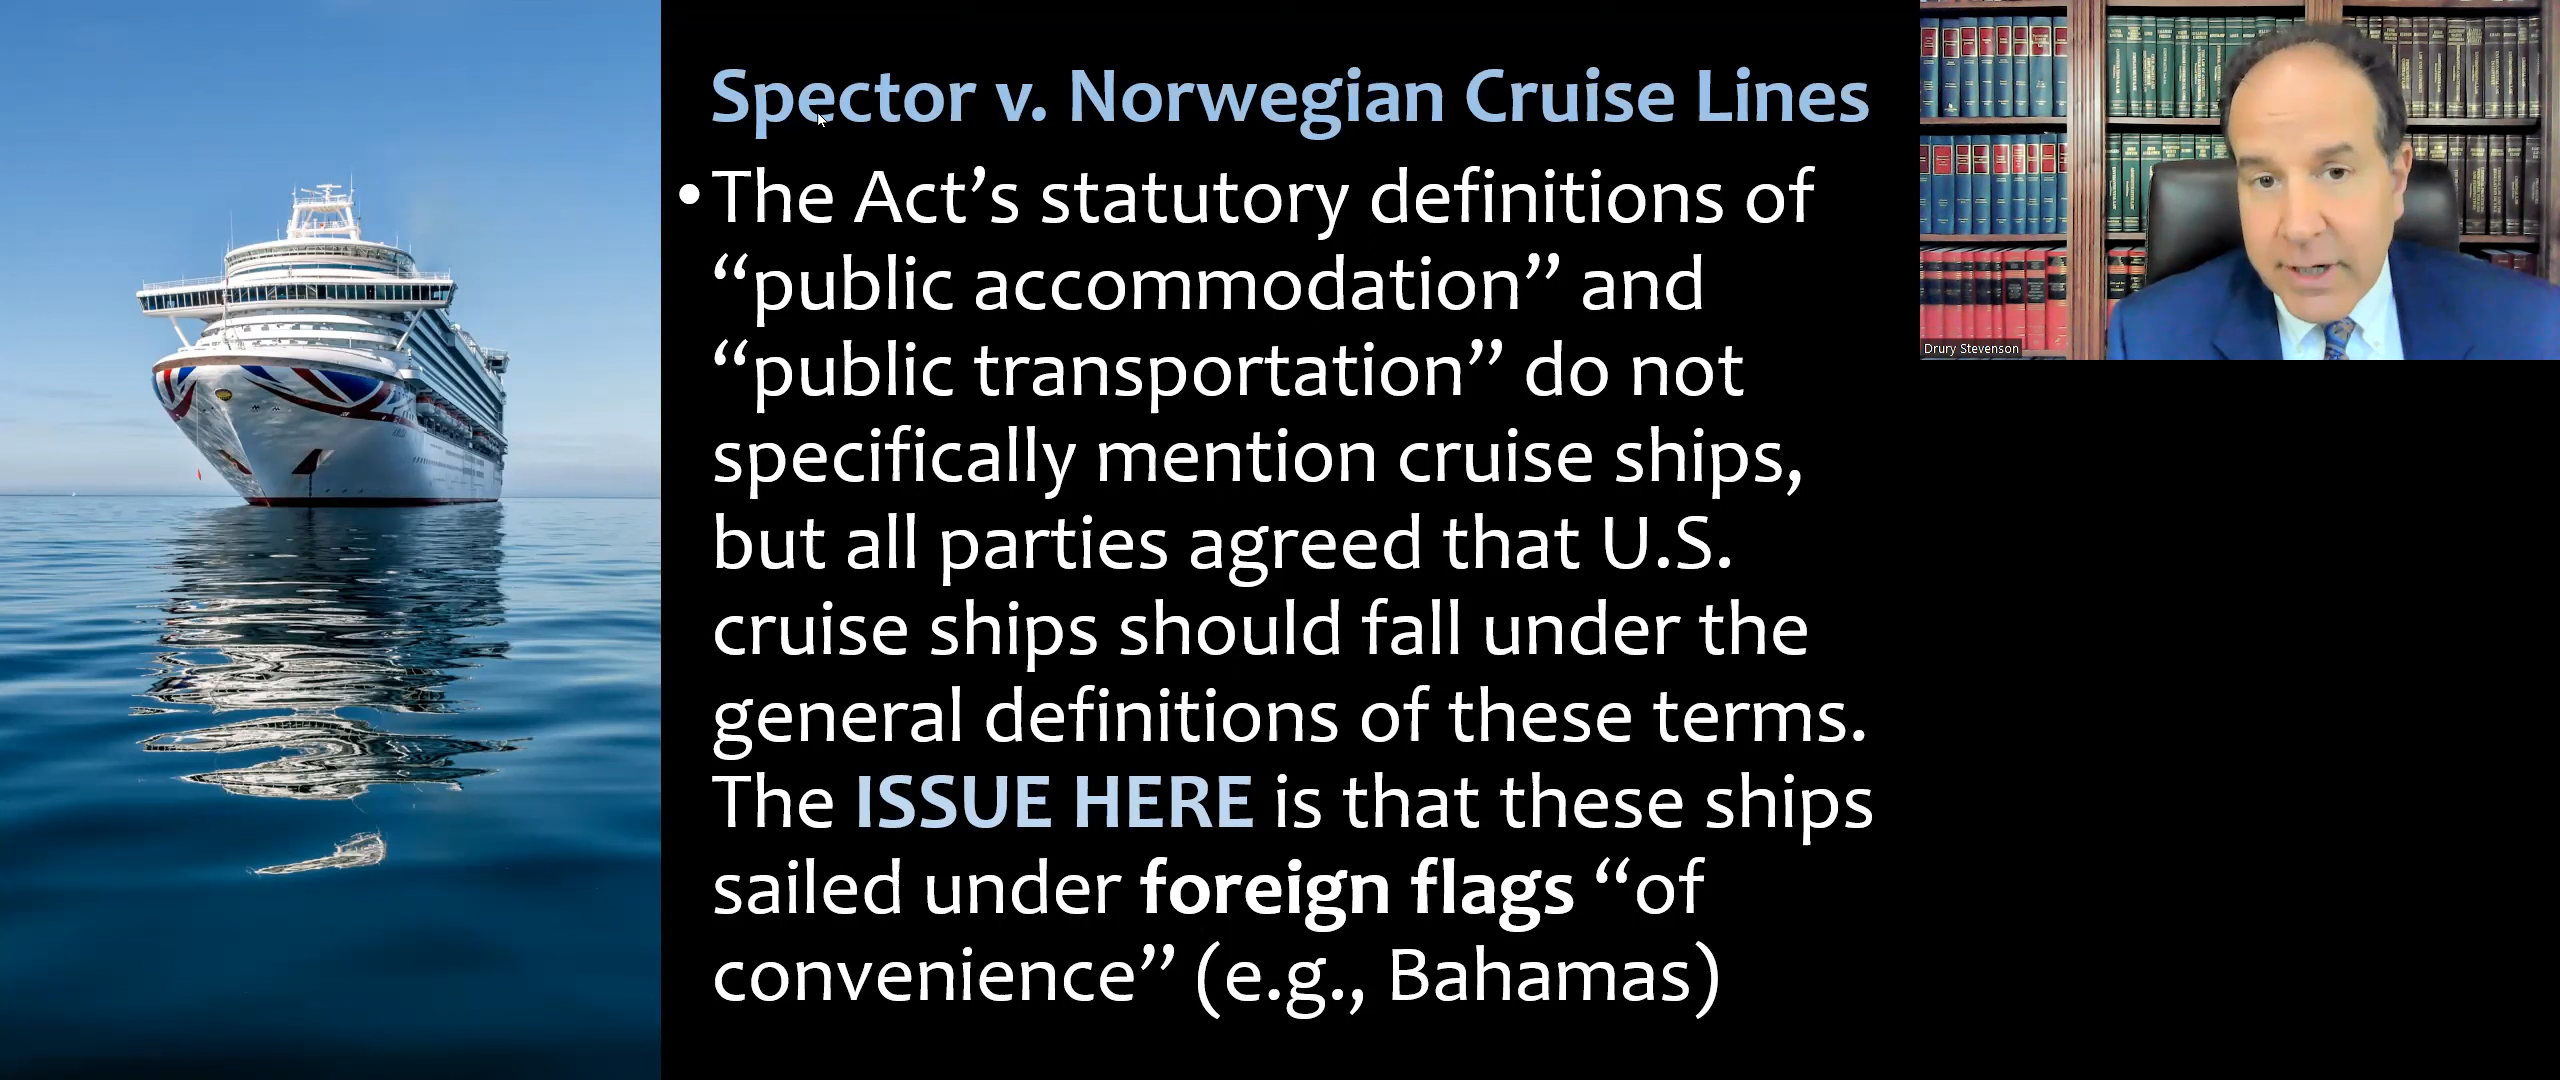 Spector v. Norwegian Cruise Lines
• The Act’s statutory definitions of
“public accommodation” and
“public transportation” do not
specifically mention cruise ships,
but all parties agreed that U.S.
cruise ships should fall under the
general definitions of these terms.
The ISSUE HERE is that these ships
sailed under foreign flags “of
convenience” (e.g., Bahamas)
Drury Stevenson